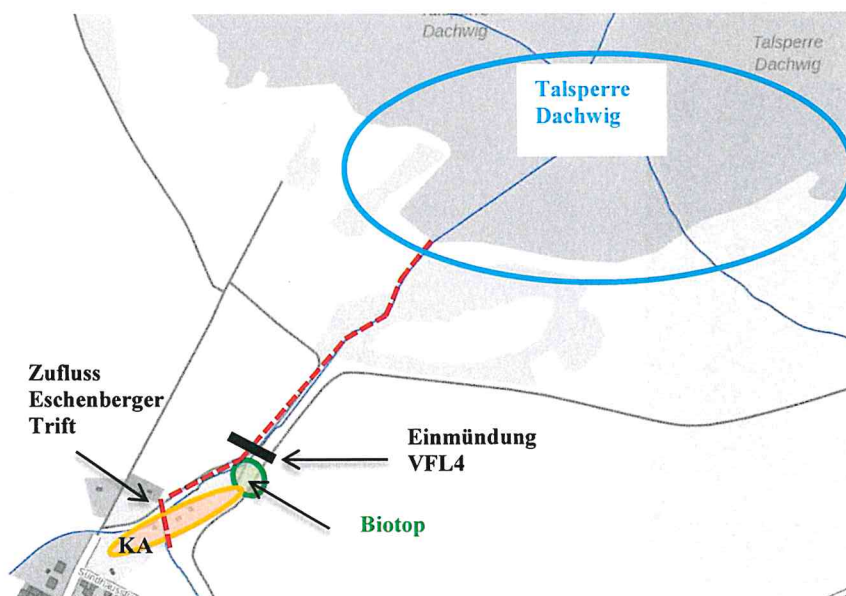 Dachwig
Talsperre
Dachwig
Talsperre
Dachwig
Zufluss
Eschenberger
Trift
Einmündung
VFL4
Biotop
KA